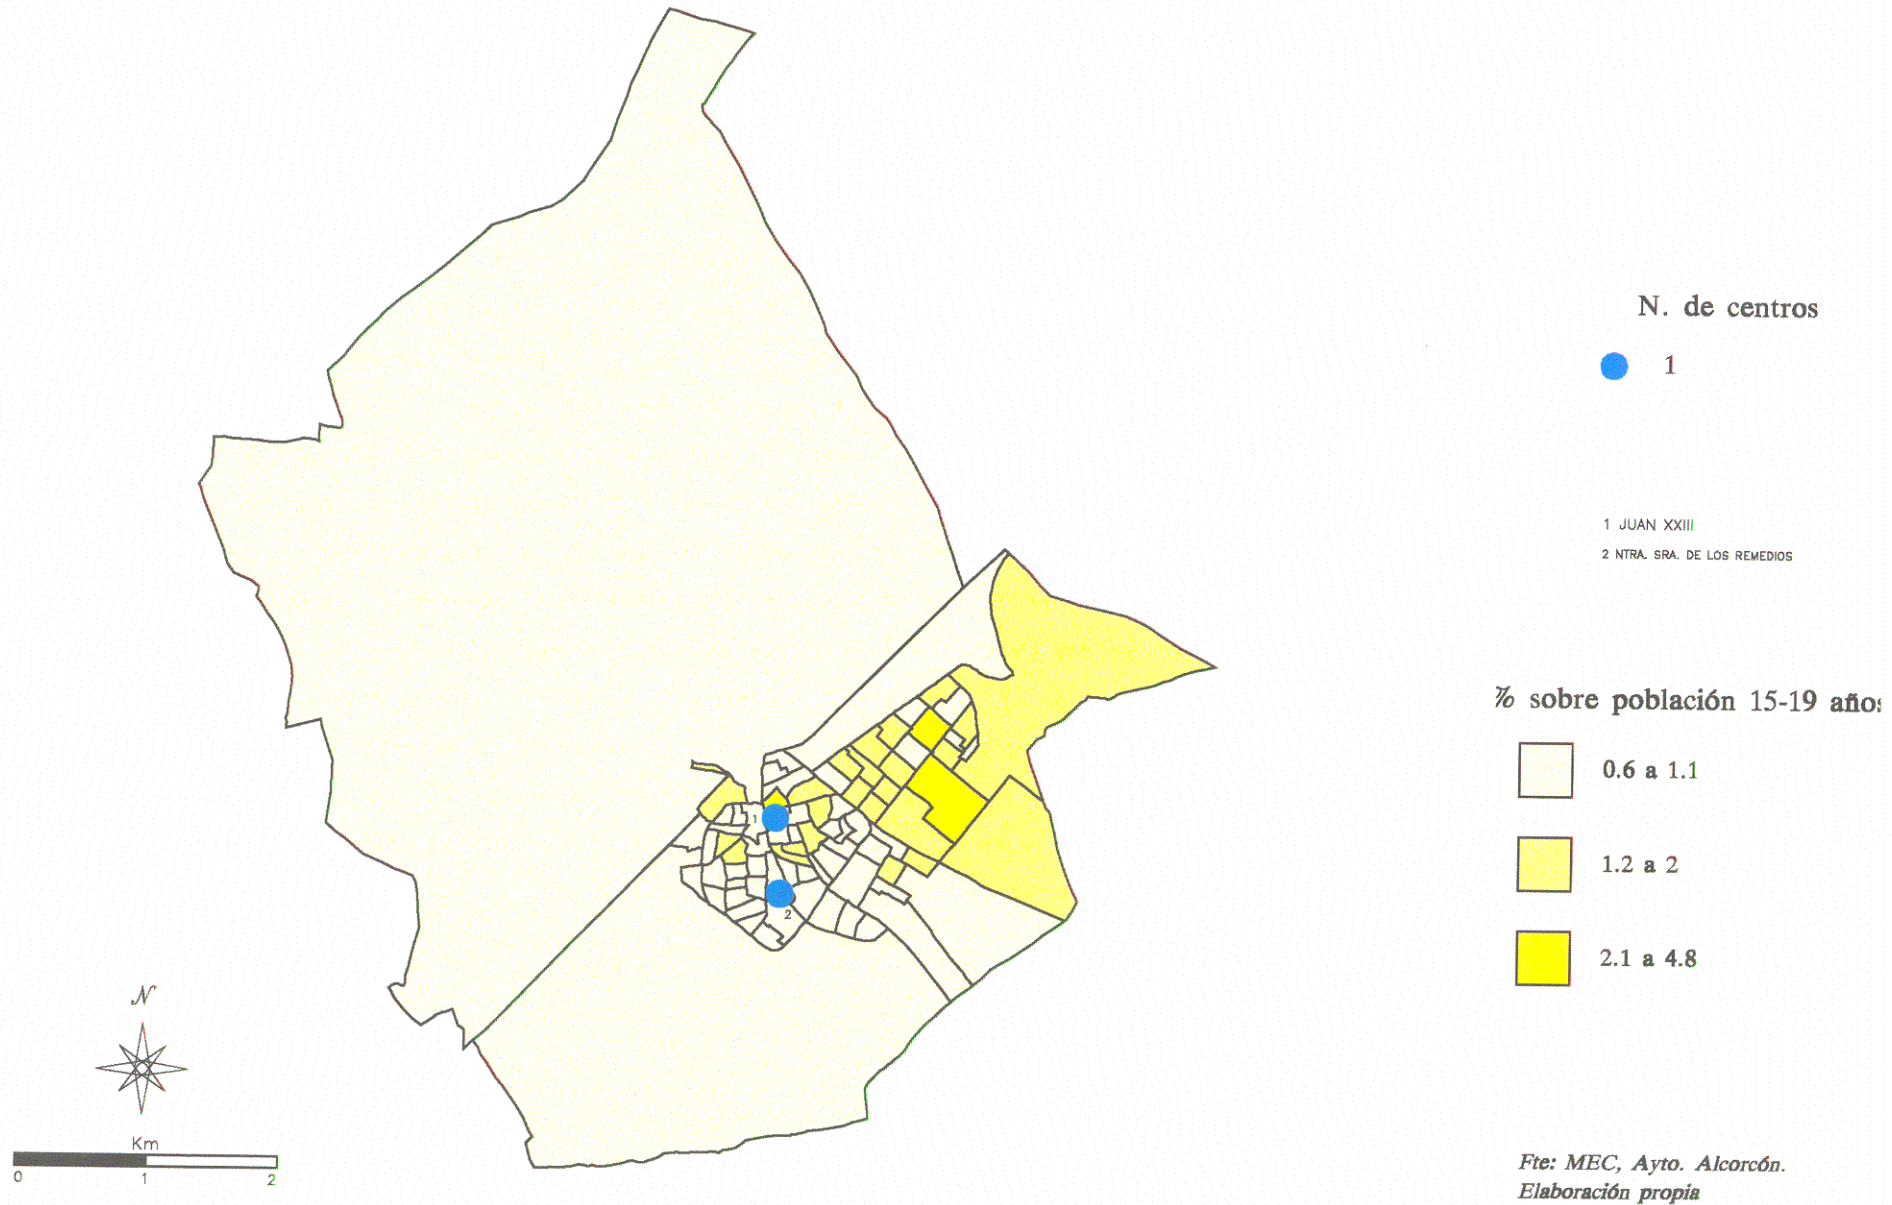 N. de centros
1
1 JUAN XXIII
2 NTRA. SRA. DE LOS REMEDIOS
% sobre población 15-19 años
0.6 a 1.1
1.2 a 2
2.1 a 4.8
1
2
N
Km
0 1 2
Fte: MEC, Ayto. Alcorcón.
Elaboración propia